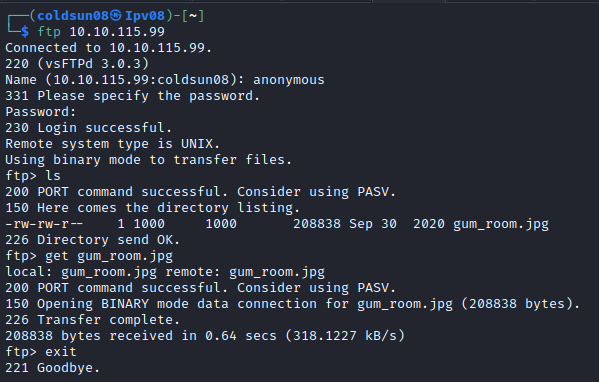 ┌──(coldsun08㉿Ipv08)-[~]
└─$ ftp 10.10.115.99
Connected to 10.10.115.99.
220 (vsFTPd 3.0.3)
Name (10.10.115.99:coldsun08): anonymous
331 Please specify the password.
Password:
230 Login successful.
Remote system type is UNIX.
Using binary mode to transfer files.
ftp> ls
200 PORT command successful. Consider using PASV.
150 Here comes the directory listing.
-rw-rw-r--    1 1000     1000       208838 Sep 30  2020 gum_room.jpg
226 Directory send OK.
ftp> get gum_room.jpg
local: gum_room.jpg remote: gum_room.jpg
200 PORT command successful. Consider using PASV.
150 Opening BINARY mode data connection for gum_room.jpg (208838 bytes).
226 Transfer complete.
208838 bytes received in 0.64 secs (318.1227 kB/s)
ftp> exit
221 Goodbye.